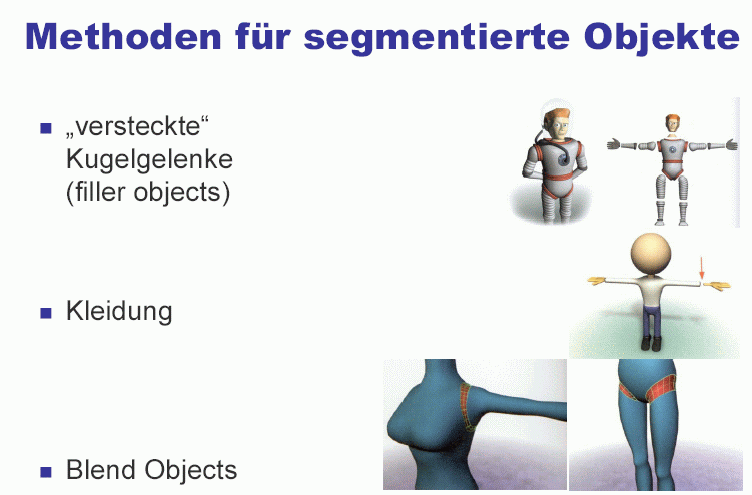 Methoden für segmentierte Objekte
„versteckte“
Kugelgelenke
(filler objects)
Kleidung
Blend Objects